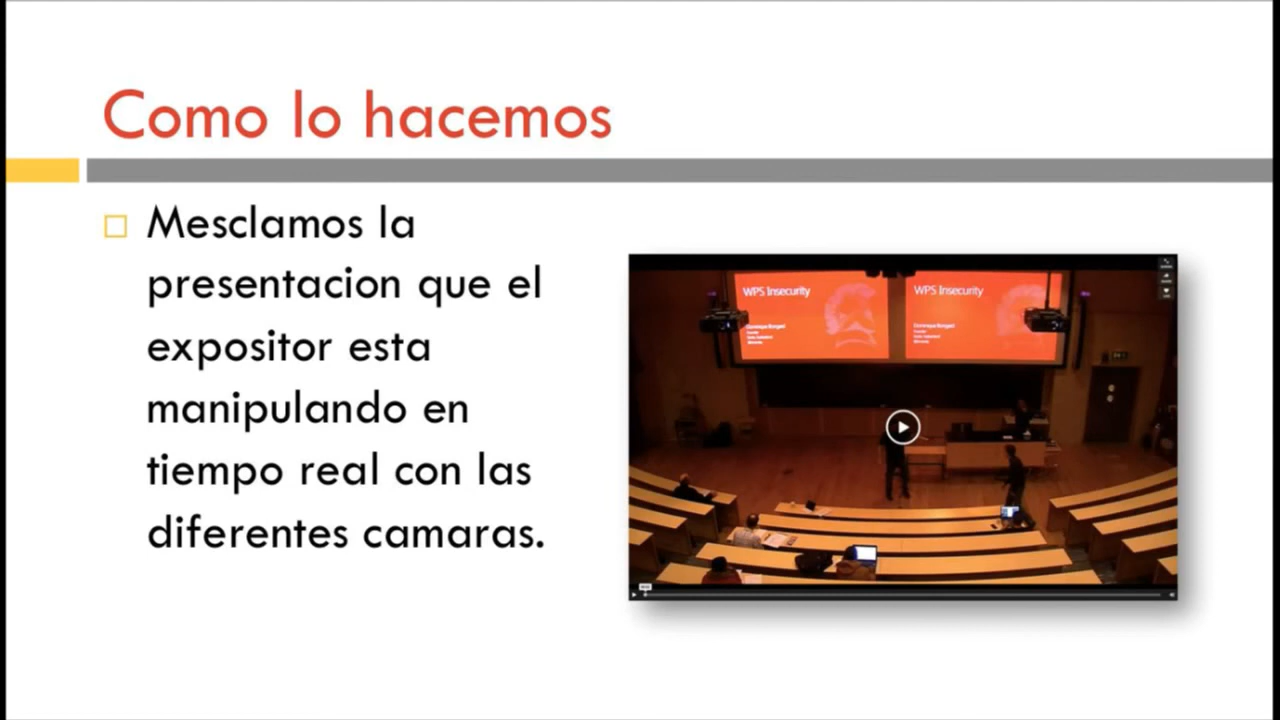 Como lo hacemos
Mesclamos la
presentacion que el
expositor esta
manipulando en
tiempo real con las
diferentes camaras.
WPS Insecurity
WPS Insecurity